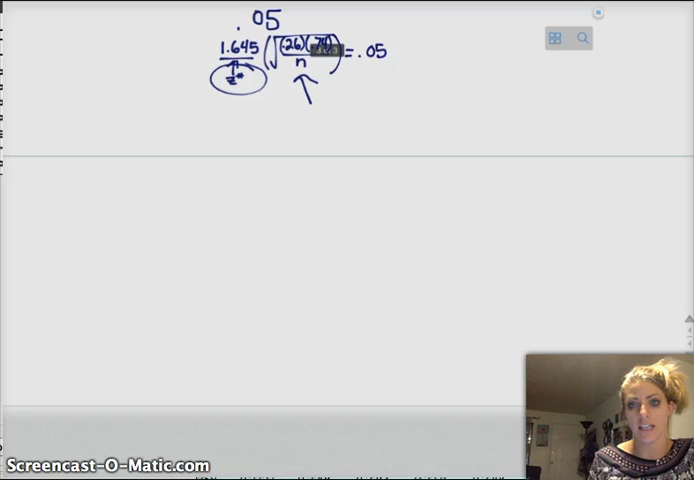 .05
1.645 (√(.26)(.74)/n) = .05
z*
Screencast-O-Matic.com